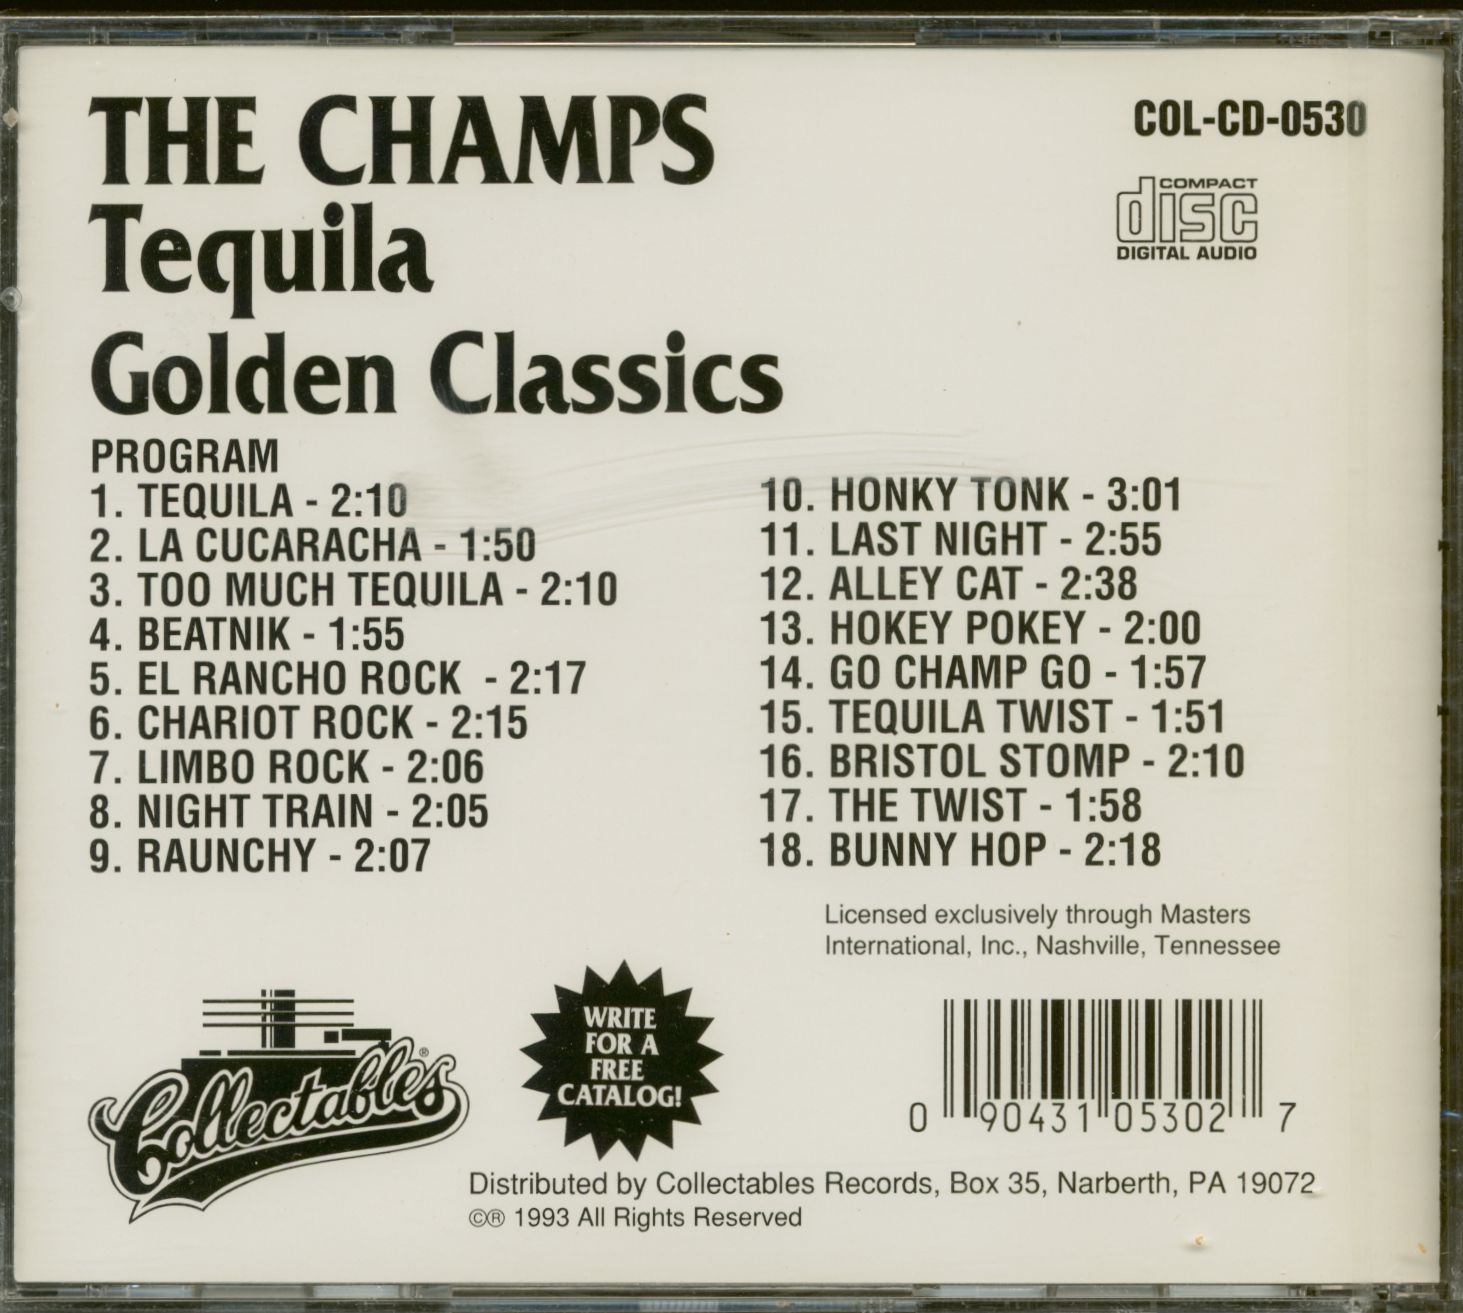 THE CHAMPS
Tequila
Golden Classics
COL-CD-0530
COMPACT
disc
DIGITAL AUDIO
PROGRAM
1. TEQUILA - 2:10
2. LA CUCARACHA - 1:50
3. TOO MUCH TEQUILA - 2:10
4. BEATNIK - 1:55
5. EL RANCHO ROCK - 2:17
6. CHARIOT ROCK - 2:15
7. LIMBO ROCK - 2:06
8. NIGHT TRAIN - 2:05
9. RAUNCHY - 2:07
10. HONKY TONK - 3:01
11. LAST NIGHT - 2:55
12. ALLEY CAT - 2:38
13. HOKEY POKEY - 2:00
14. GO CHAMP GO - 1:57
15. TEQUILA TWIST - 1:51
16. BRISTOL STOMP - 2:10
17. THE TWIST - 1:58
18. BUNNY HOP - 2:18
Licensed exclusively through Masters
International, Inc., Nashville, Tennessee
Collectables®
WRITE
FOR A
FREE
CATALOG!
0 90431 05302 7
Distributed by Collectables Records, Box 35, Narberth, PA 19072
©® 1993 All Rights Reserved